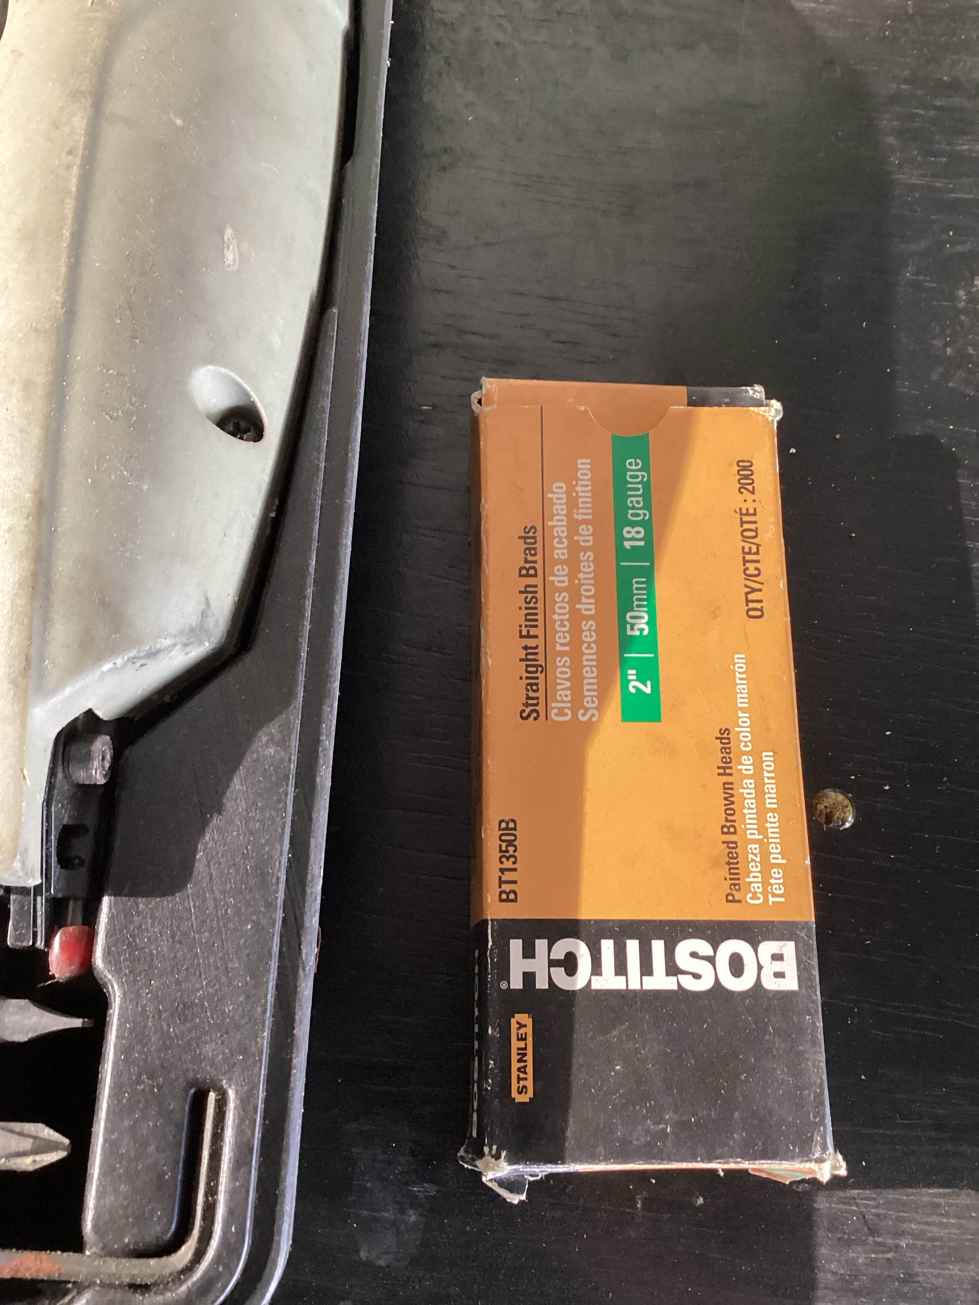 BOSTITCH®
STANLEY
BT1350B
Straight Finish Brads
Clavos rectos de acabado
Semences droites de finition
2" | 50mm | 18 gauge
Painted Brown Heads
Cabeza pintada de color marrón
Tête peinte marron
QTY/CTE/QTÉ : 2000